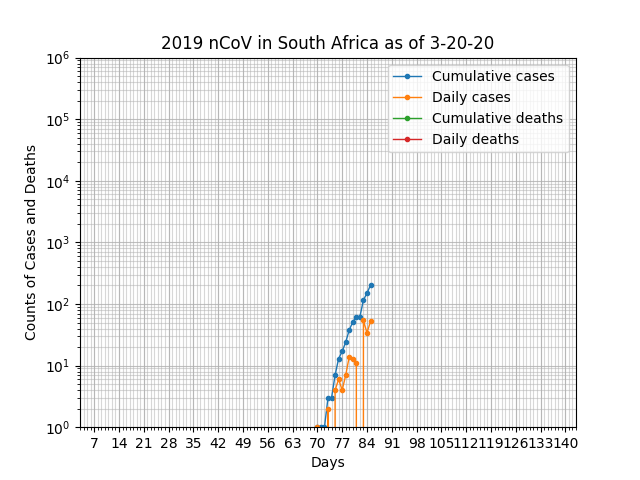 2019 nCoV in South Africa as of 3-20-20
Cumulative cases
Daily cases
Cumulative deaths
Daily deaths
Counts of Cases and Deaths
10^6
10^5
10^4
10^3
10^2
10^1
10^0
7 14 21 28 35 42 49 56 63 70 77 84 91 98 105 112 119 126 133 140
Days